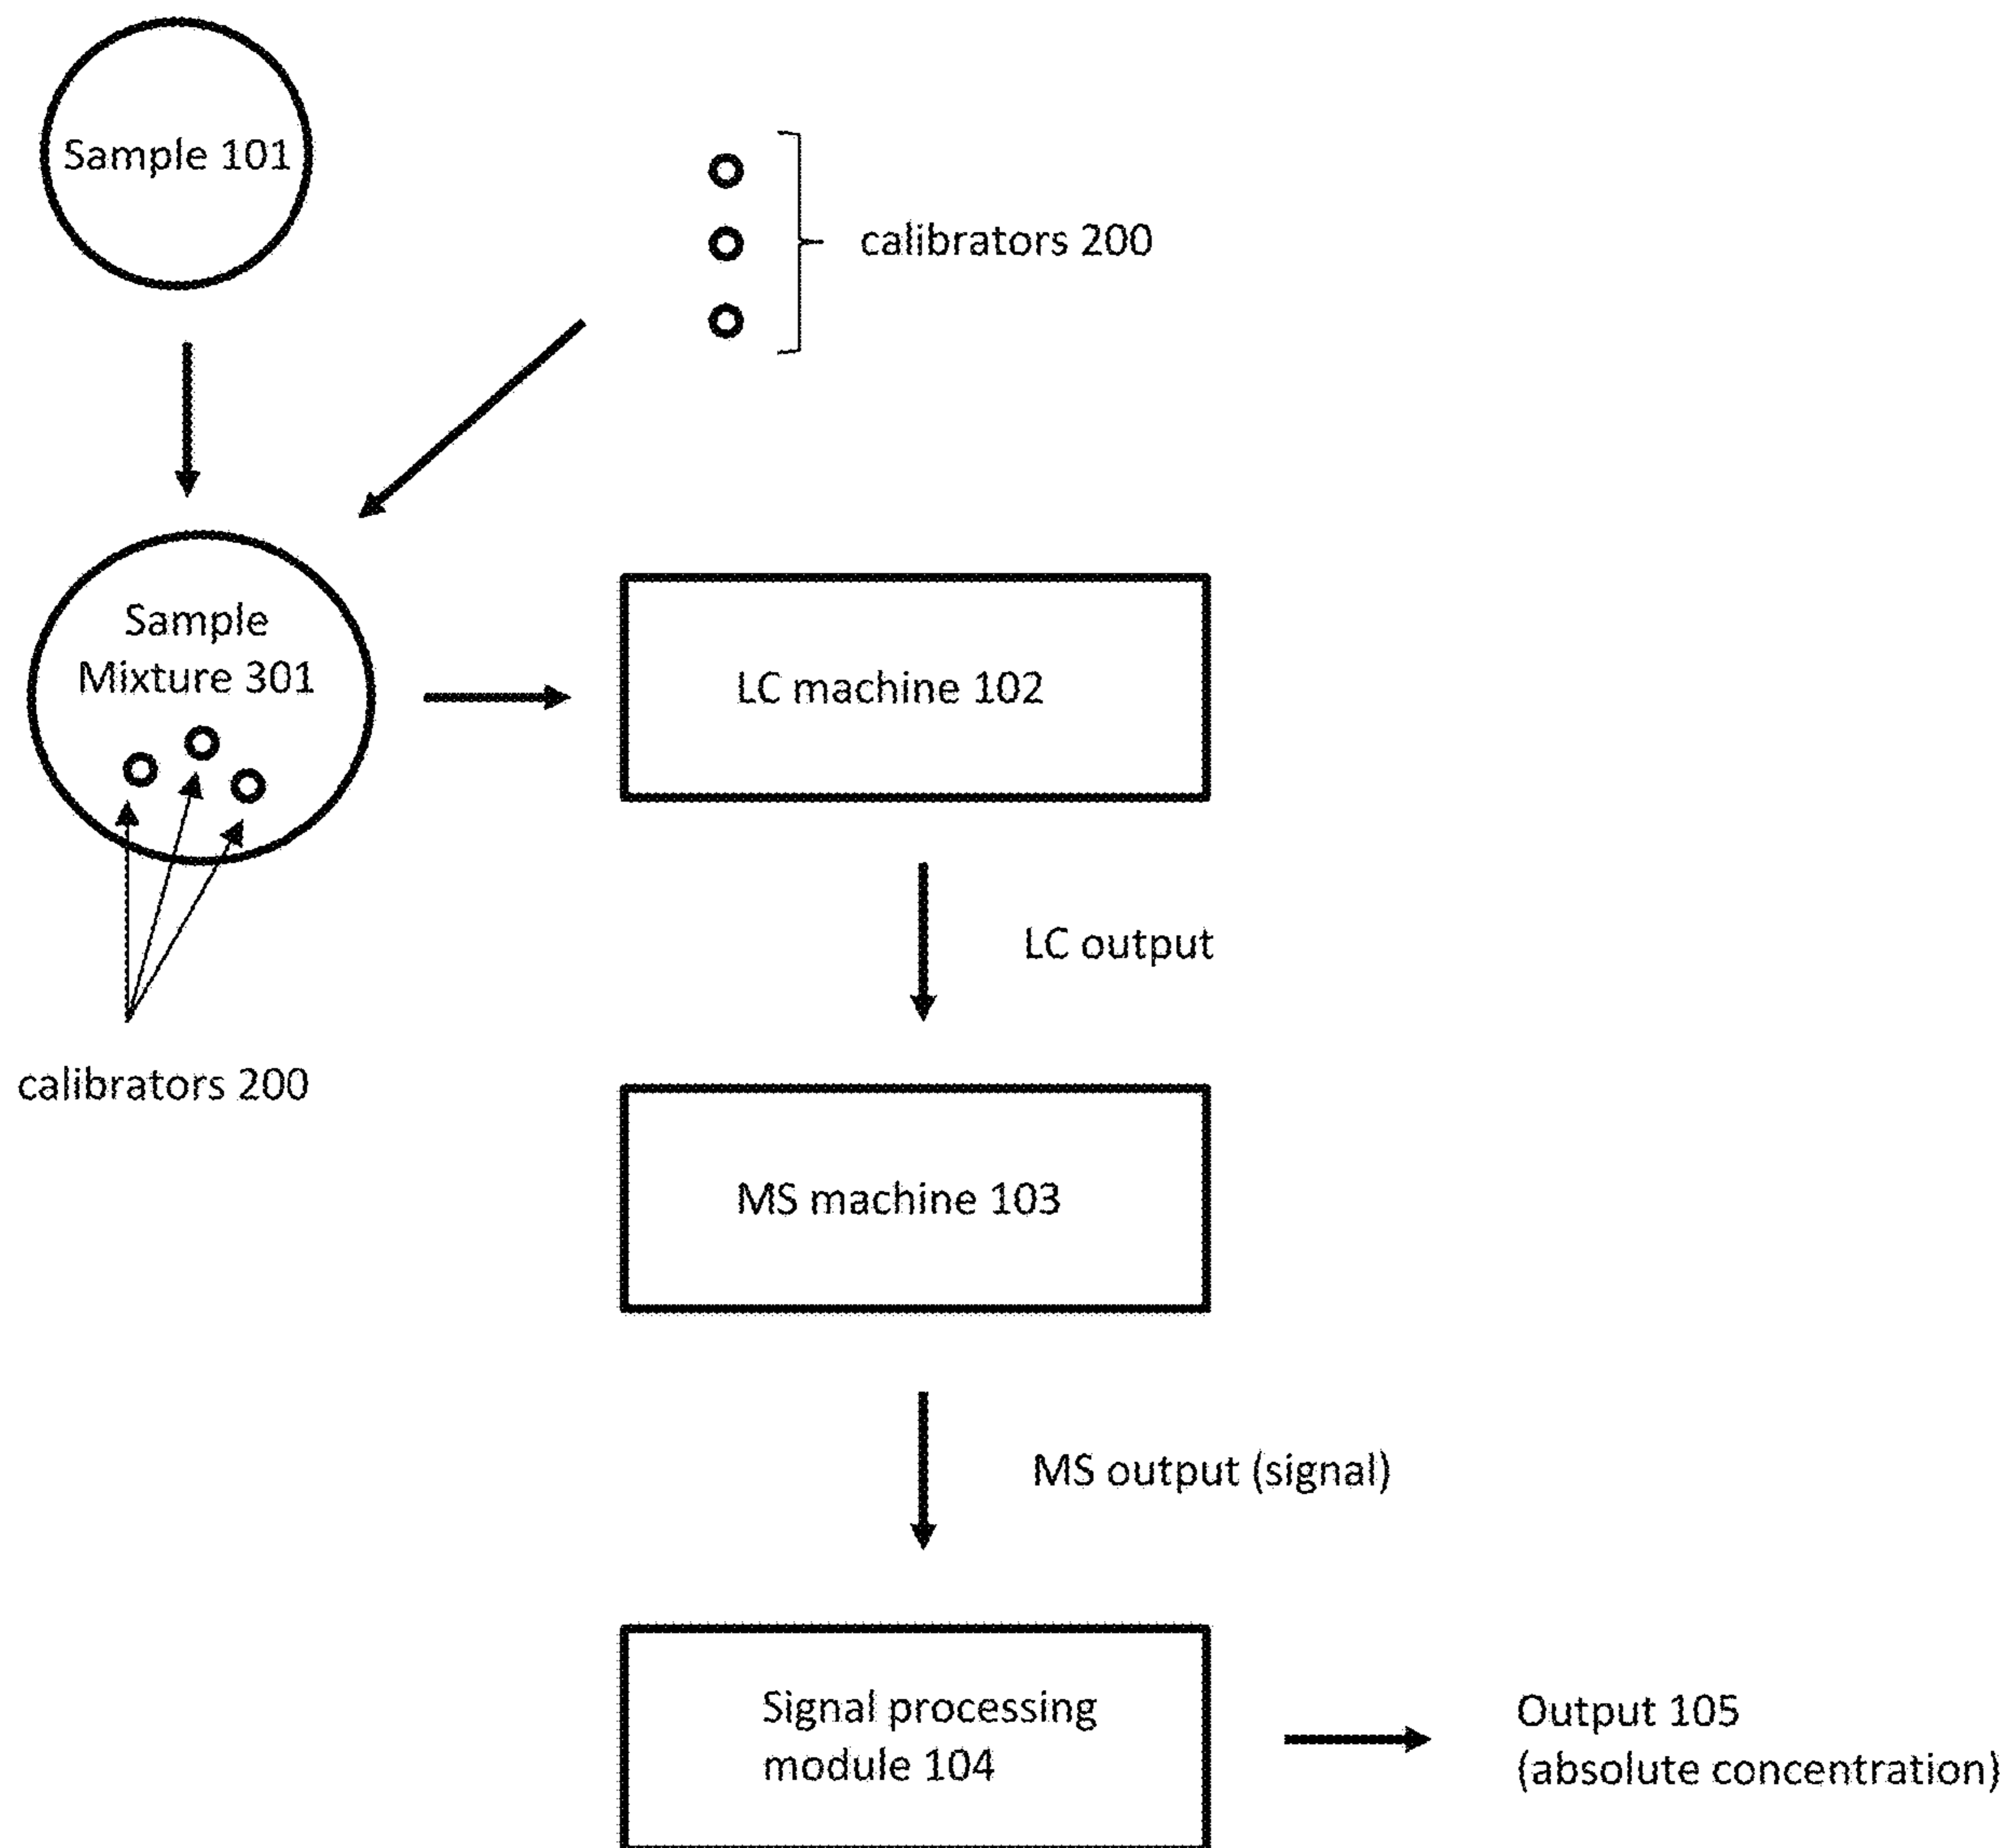 Sample 101
calibrators 200
Sample
Mixture 301
LC machine 102
LC output
calibrators 200
MS machine 103
MS output (signal)
Signal processing
module 104
Output 105
(absolute concentration)